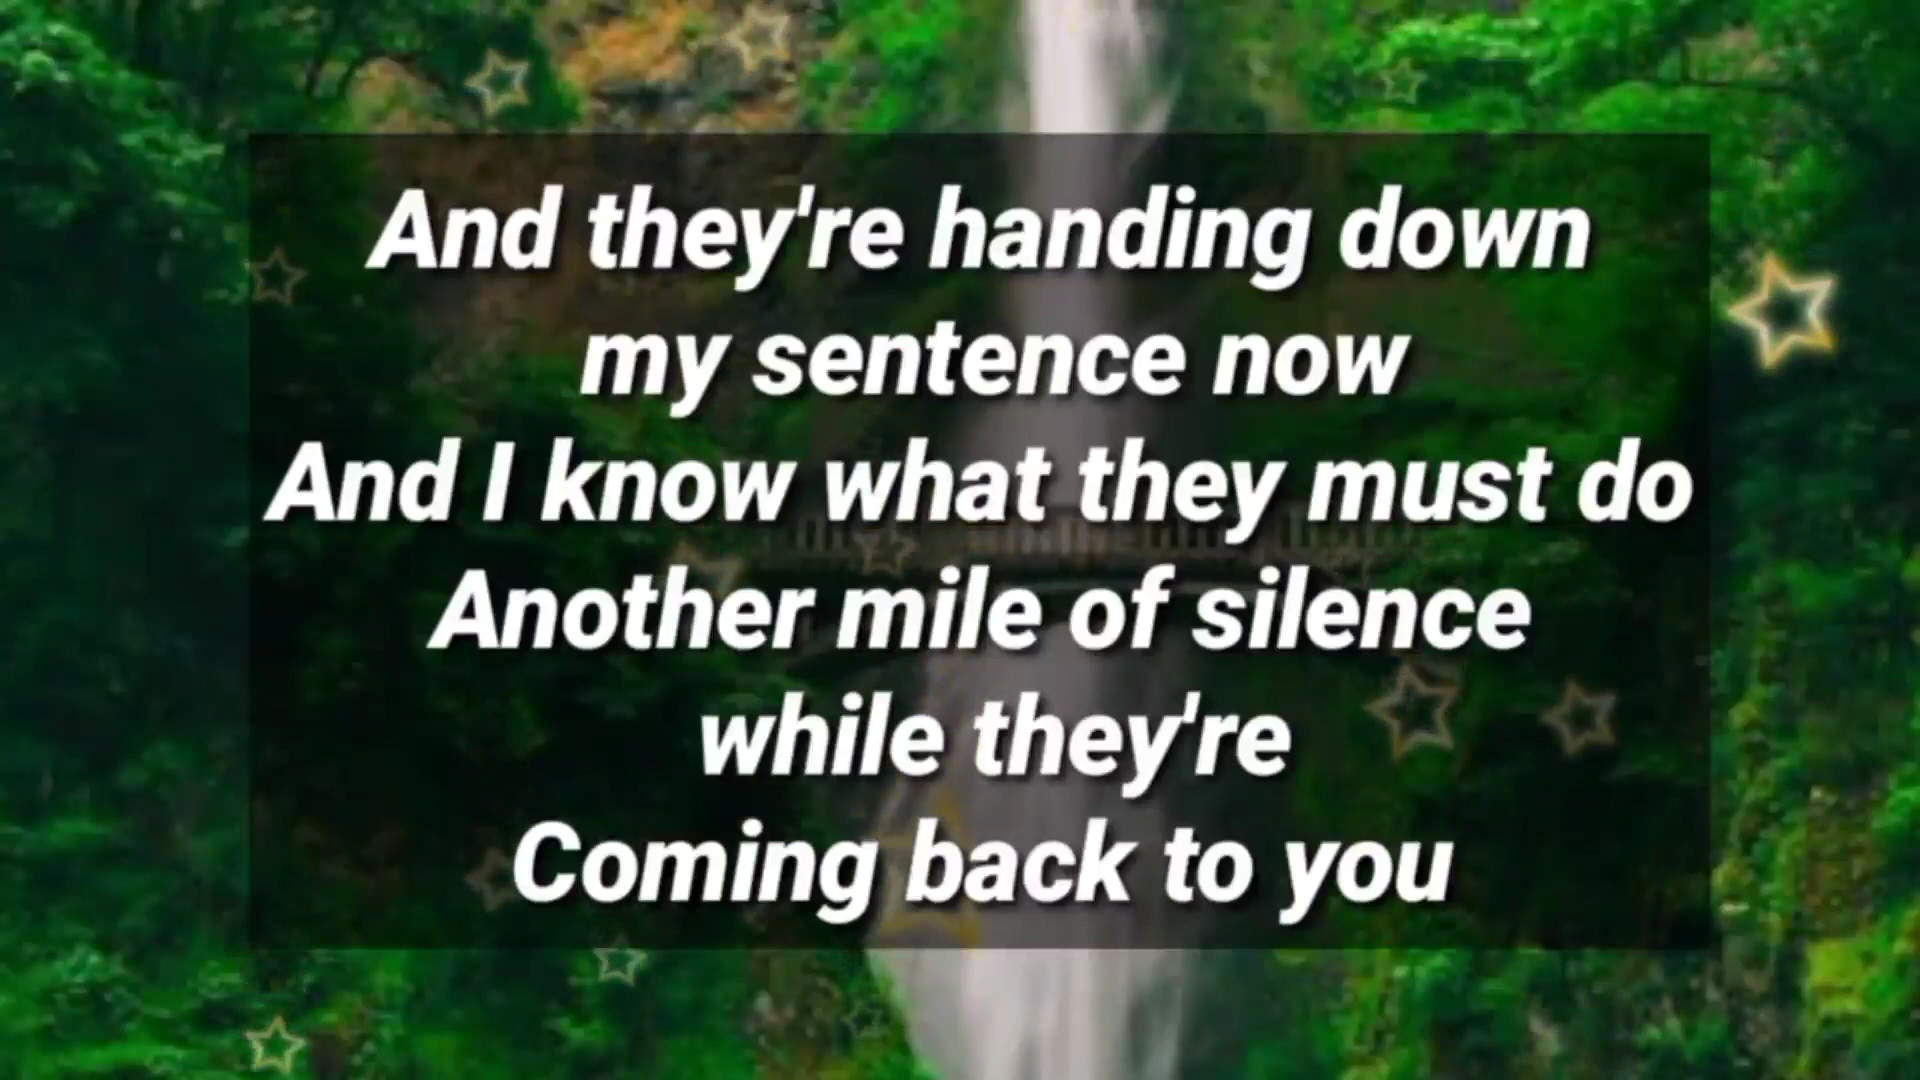 And they're handing down
my sentence now
And I know what they must do
Another mile of silence
while they're
Coming back to you